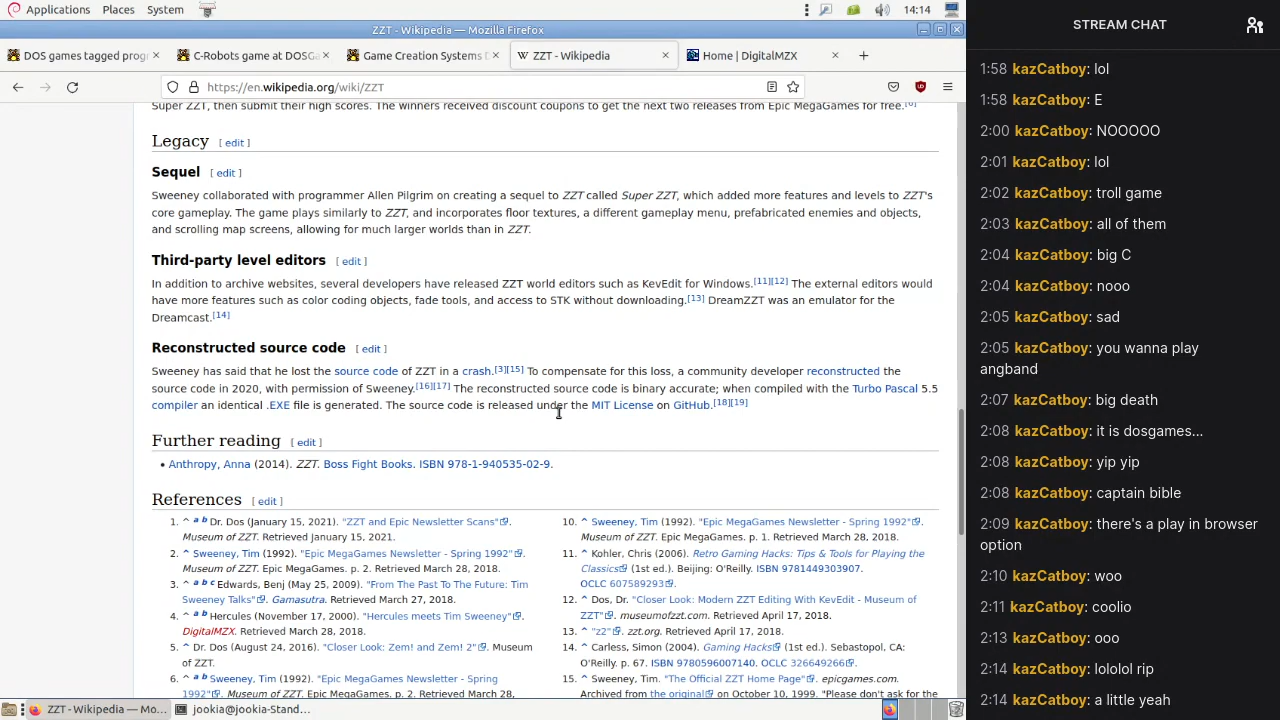 Applications Places System 14:14
ZZT - Wikipedia — Mozilla Firefox
DOS games tagged prog
C-Robots game at DOSGa
Game Creation Systems D
ZZT - Wikipedia
Home | DigitalMZX
https://en.wikipedia.org/wiki/ZZT
Super ZZT, then submit their high scores. The winners received discount coupons to get the next two releases from Epic MegaGames for free.[6]
Legacy [ edit ]
Sequel [ edit ]
Sweeney collaborated with programmer Allen Pilgrim on creating a sequel to ZZT called Super ZZT, which added more features and levels to ZZT's
core gameplay. The game plays similarly to ZZT, and incorporates floor textures, a different gameplay menu, prefabricated enemies and objects,
and scrolling map screens, allowing for much larger worlds than in ZZT.
Third-party level editors [ edit ]
In addition to archive websites, several developers have released ZZT world editors such as KevEdit for Windows.[11][12] The external editors would
have more features such as color coding objects, fade tools, and access to STK without downloading.[13] DreamZZT was an emulator for the
Dreamcast.[14]
Reconstructed source code [ edit ]
Sweeney has said that he lost the source code of ZZT in a crash.[3][15] To compensate for this loss, a community developer reconstructed the
source code in 2020, with permission of Sweeney.[16][17] The reconstructed source code is binary accurate; when compiled with the Turbo Pascal 5.5
compiler an identical .EXE file is generated. The source code is released under the MIT License on GitHub.[18][19]
Further reading [ edit ]
• Anthropy, Anna (2014). ZZT. Boss Fight Books. ISBN 978-1-940535-02-9.
References [ edit ]
1. ^ a b Dr. Dos (January 15, 2021). "ZZT and Epic Newsletter Scans".
Museum of ZZT. Retrieved January 15, 2021.
2. ^ Sweeney, Tim (1992). "Epic MegaGames Newsletter - Spring 1992".
Museum of ZZT. Epic MegaGames. p. 2. Retrieved March 28, 2018.
3. ^ a b c Edwards, Benj (May 25, 2009). "From The Past To The Future: Tim
Sweeney Talks". Gamasutra. Retrieved March 27, 2018.
4. ^ a b Hercules (November 17, 2000). "Hercules meets Tim Sweeney".
DigitalMZX. Retrieved March 28, 2018.
5. ^ Dr. Dos (August 24, 2016). "Closer Look: Zem! and Zem! 2". Museum
of ZZT.
6. ^ Sweeney, Tim (1992). "Epic MegaGames Newsletter - Spring
1992". Museum of ZZT. Epic MegaGames. p. 2. Retrieved March 28,
10. ^ Sweeney, Tim (1992). "Epic MegaGames Newsletter - Spring 1992".
Museum of ZZT. Epic MegaGames. p. 1. Retrieved March 28, 2018.
11. ^ Kohler, Chris (2006). Retro Gaming Hacks: Tips & Tools for Playing the
Classics (1st ed.). Beijing: O'Reilly. ISBN 9781449303907.
OCLC 607589293.
12. ^ Dos, Dr. "Closer Look: Modern ZZT Editing With KevEdit - Museum of
ZZT". museumofzzt.com. Retrieved April 17, 2018.
13. ^ "z2". zzt.org. Retrieved April 17, 2018.
14. ^ Carless, Simon (2004). Gaming Hacks (1st ed.). Sebastopol, CA:
O'Reilly. p. 67. ISBN 9780596007140. OCLC 326649266.
15. ^ Sweeney, Tim. "The Official ZZT Home Page". epicgames.com.
Archived from the original on October 10, 1999. "Please don't ask for the
ZZT - Wikipedia — Mo...
jookia@jookia-Stand...
STREAM CHAT
1:58 kazCatboy: lol
1:58 kazCatboy: E
2:00 kazCatboy: NOOOOO
2:01 kazCatboy: lol
2:02 kazCatboy: troll game
2:03 kazCatboy: all of them
2:04 kazCatboy: big C
2:04 kazCatboy: nooo
2:05 kazCatboy: sad
2:05 kazCatboy: you wanna play
angband
2:07 kazCatboy: big death
2:08 kazCatboy: it is dosgames...
2:08 kazCatboy: yip yip
2:08 kazCatboy: captain bible
2:09 kazCatboy: there's a play in browser
option
2:10 kazCatboy: woo
2:11 kazCatboy: coolio
2:13 kazCatboy: ooo
2:14 kazCatboy: lololol rip
2:14 kazCatboy: a little yeah